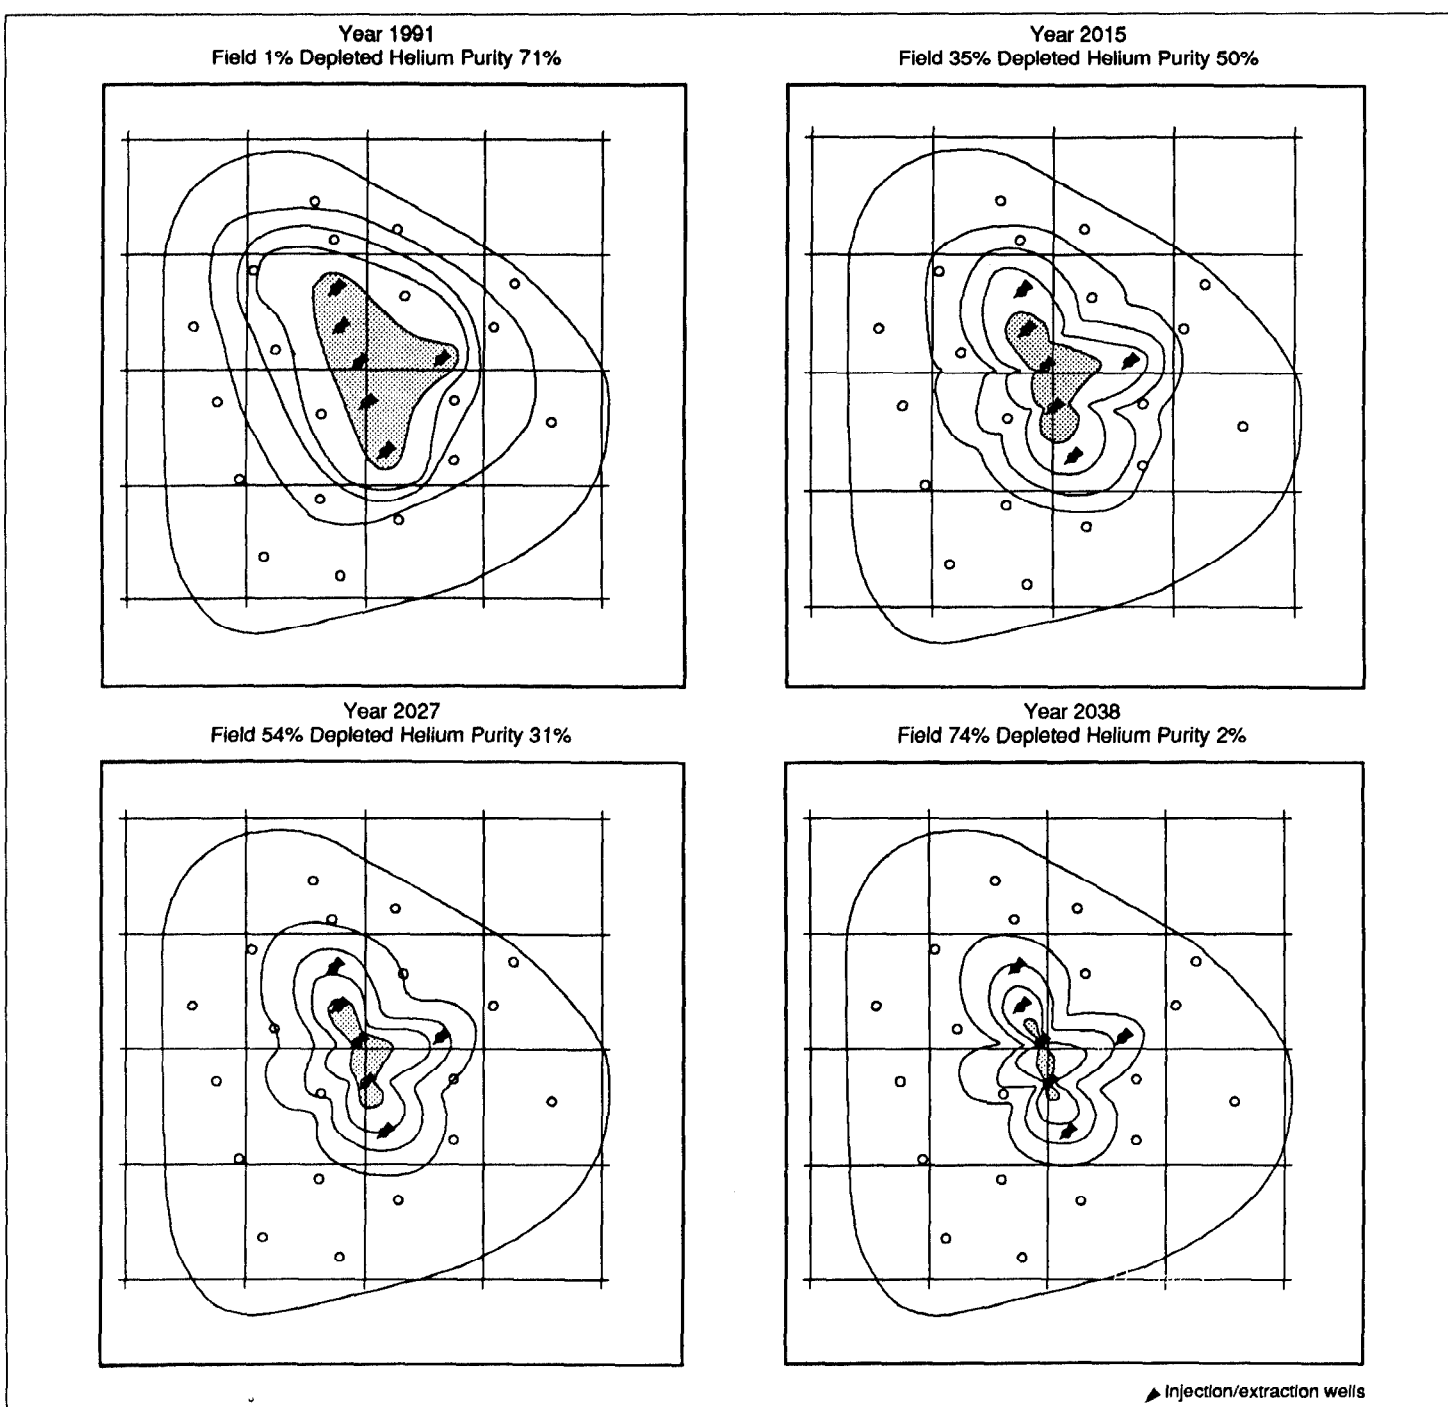 Year 1991
Field 1% Depleted Helium Purity 71%
Year 2015
Field 35% Depleted Helium Purity 50%
Year 2027
Field 54% Depleted Helium Purity 31%
Year 2038
Field 74% Depleted Helium Purity 2%
Injection/extraction wells